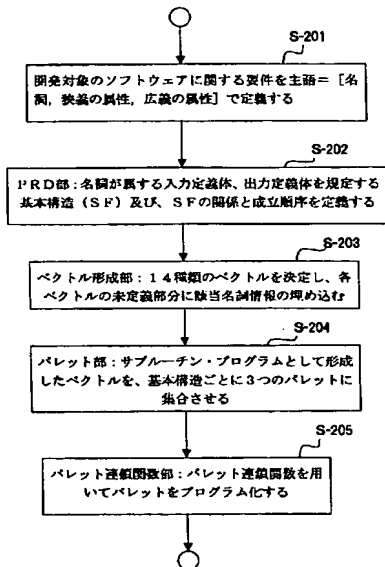 S-201
開発対象のソフトウェアに関する要件を主語＝［名
詞，狭義の属性，広義の属性］で定義する
S-202
PRD部：名詞が属する入力定義体、出力定義体を規定する
基本構造（SF）及び、SFの関係と成立順序を定義する
S-203
ベクトル形成部：14種類のベクトルを決定し、各
ベクトルの未定義部分に該当名詞情報の埋め込む
S-204
パレット部：サブルーチン・プログラムとして形成
したベクトルを、基本構造ごとに3つのパレットに
集合させる
S-205
パレット連鎖関数部：パレット連鎖関数を用
いてパレットをプログラム化する